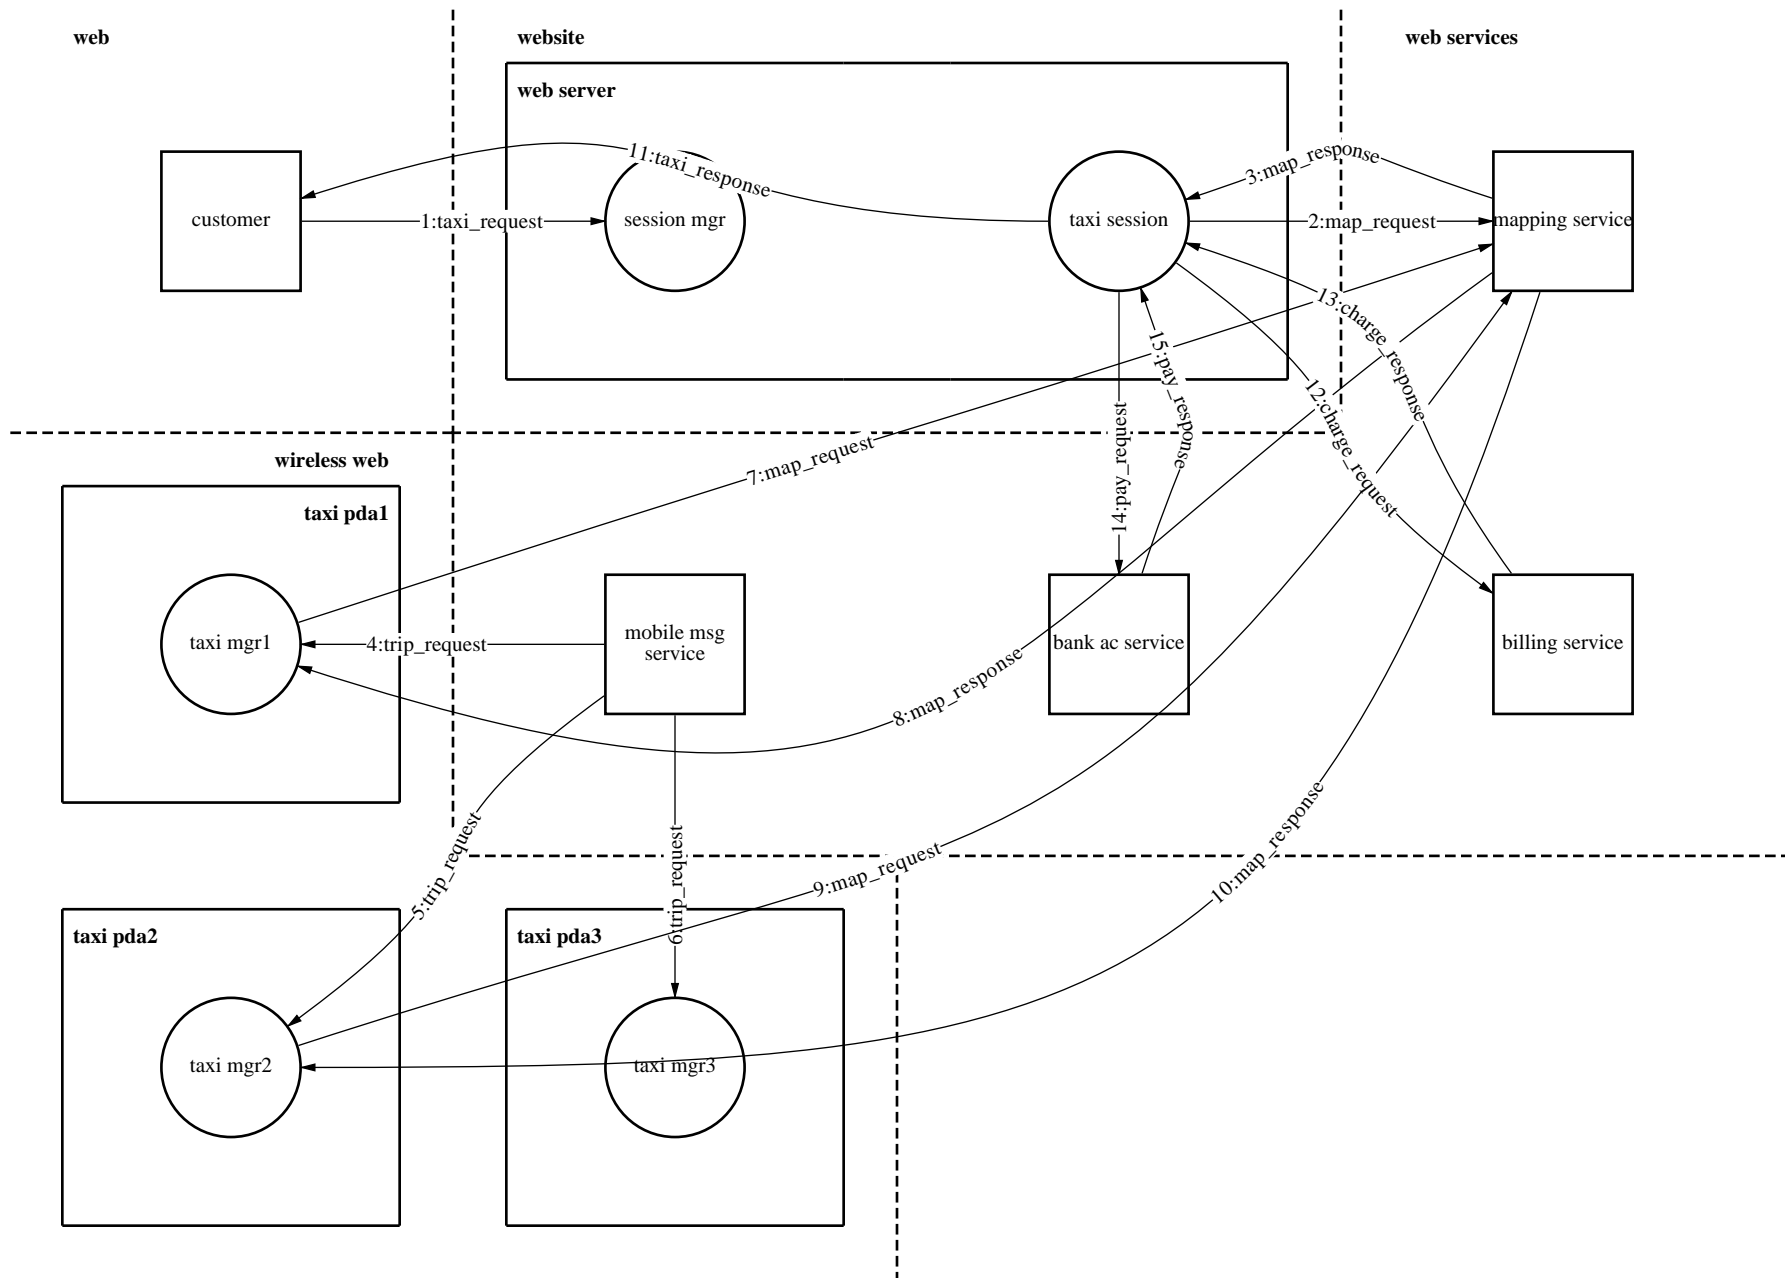 web
website
web services
web server
11:taxi_response
3:map_response
customer
1:taxi_request
session mgr
taxi session
2:map_request
mapping service
13:charge_response
15:pay_response
12:charge_request
14:pay_request
7:map_request
wireless web
taxi pda1
taxi mgr1
4:trip_request
mobile msg
service
bank ac service
billing service
8:map_response
5:trip_request
6:trip_request
9:map_request
10:map_response
taxi pda2
taxi pda3
taxi mgr2
taxi mgr3